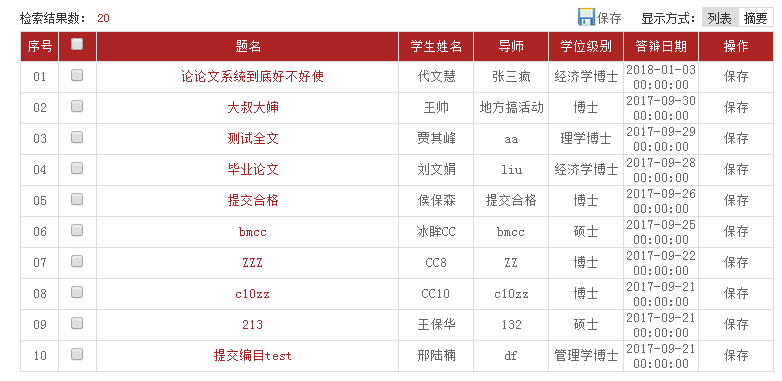 检索结果数： 20 保存 显示方式： 列表 摘要
序号 题名 学生姓名 导师 学位级别 答辩日期 操作
01 论论文系统到底好不好使 代文慧 张三疯 经济学博士 2018-01-03 00:00:00 保存
02 大叔大婶 王帅 地方搞活动 博士 2017-09-30 00:00:00 保存
03 测试全文 贾其峰 aa 理学博士 2017-09-29 00:00:00 保存
04 毕业论文 刘文娟 liu 经济学博士 2017-09-28 00:00:00 保存
05 提交合格 侯保森 提交合格 博士 2017-09-26 00:00:00 保存
06 bmcc 冰眸CC bmcc 硕士 2017-09-25 00:00:00 保存
07 ZZZ CC8 ZZ 博士 2017-09-22 00:00:00 保存
08 c10zz CC10 c10zz 博士 2017-09-21 00:00:00 保存
09 213 王保华 132 硕士 2017-09-21 00:00:00 保存
10 提交编目test 邢陆楠 df 管理学博士 2017-09-21 00:00:00 保存